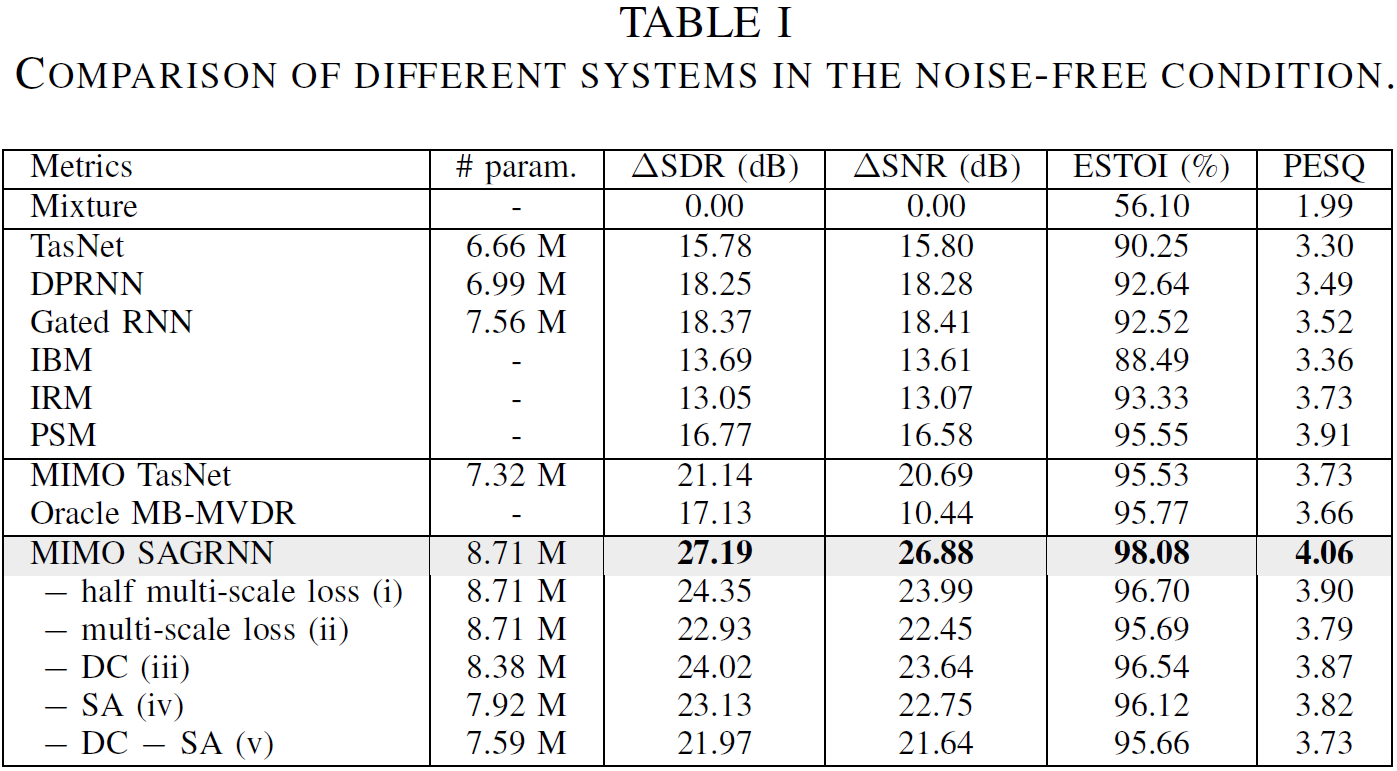 TABLE I
COMPARISON OF DIFFERENT SYSTEMS IN THE NOISE-FREE CONDITION.
Metrics # param. ΔSDR (dB) ΔSNR (dB) ESTOI (%) PESQ
Mixture - 0.00 0.00 56.10 1.99
TasNet 6.66 M 15.78 15.80 90.25 3.30
DPRNN 6.99 M 18.25 18.28 92.64 3.49
Gated RNN 7.56 M 18.37 18.41 92.52 3.52
IBM - 13.69 13.61 88.49 3.36
IRM - 13.05 13.07 93.33 3.73
PSM - 16.77 16.58 95.55 3.91
MIMO TasNet 7.32 M 21.14 20.69 95.53 3.73
Oracle MB-MVDR - 17.13 10.44 95.77 3.66
MIMO SAGRNN 8.71 M 27.19 26.88 98.08 4.06
− half multi-scale loss (i) 8.71 M 24.35 23.99 96.70 3.90
− multi-scale loss (ii) 8.71 M 22.93 22.45 95.69 3.79
− DC (iii) 8.38 M 24.02 23.64 96.54 3.87
− SA (iv) 7.92 M 23.13 22.75 96.12 3.82
− DC − SA (v) 7.59 M 21.97 21.64 95.66 3.73